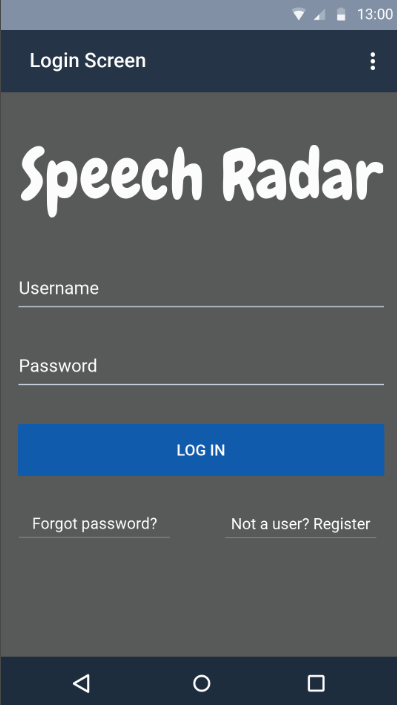 13:00
Login Screen
Speech Radar
Username
Password
LOG IN
Forgot password?
Not a user? Register